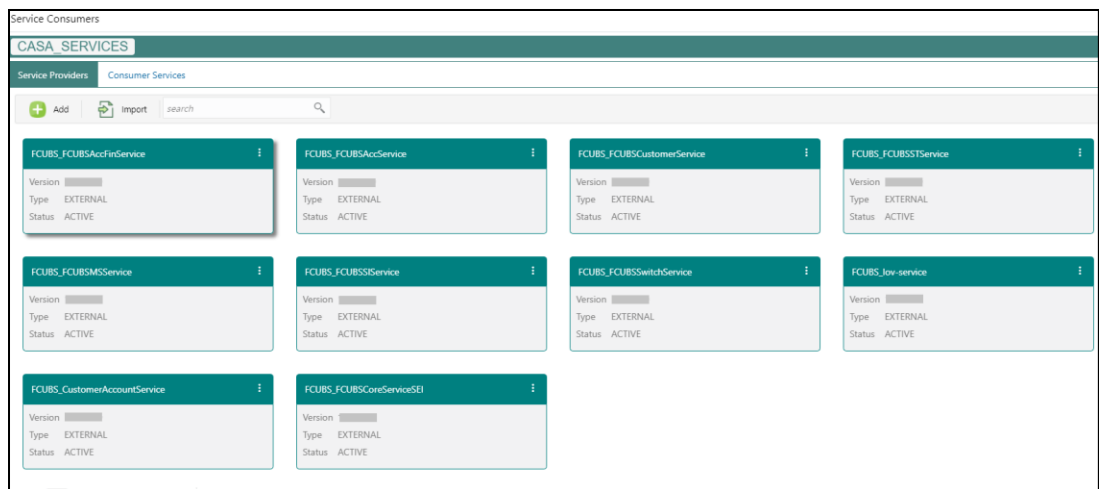 Service Consumers
CASA_SERVICES
Service Providers Consumer Services
Add Import search
FCUBS_FCUBSAccFinService FCUBS_FCUBSAccService FCUBS_FCUBSCustomerService FCUBS_FCUBSSTService
Version Version Version Version
Type EXTERNAL Type EXTERNAL Type EXTERNAL Type EXTERNAL
Status ACTIVE Status ACTIVE Status ACTIVE Status ACTIVE
FCUBS_FCUBSMSService FCUBS_FCUBSSIService FCUBS_FCUBSSwitchService FCUBS_lov-service
Version Version Version Version
Type EXTERNAL Type EXTERNAL Type EXTERNAL Type EXTERNAL
Status ACTIVE Status ACTIVE Status ACTIVE Status ACTIVE
FCUBS_CustomerAccountService FCUBS_FCUBSCoreServiceSEI
Version Version
Type EXTERNAL Type EXTERNAL
Status ACTIVE Status ACTIVE